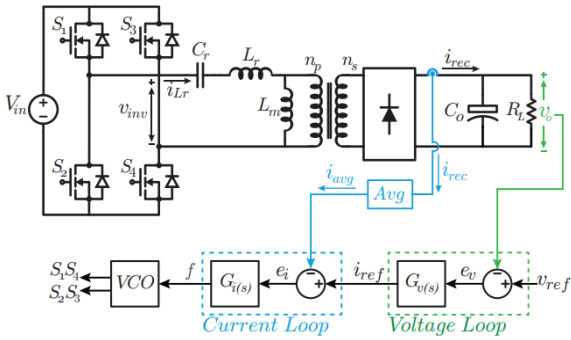 S1 S3
Cr Lr np ns irec
iLr
Vin vinv Lm Co RL vo
S2 S4
iavg Avg irec
S1S4 VCO f Gi(s) ei iref Gv(s) ev vref
S2S3
Current Loop Voltage Loop